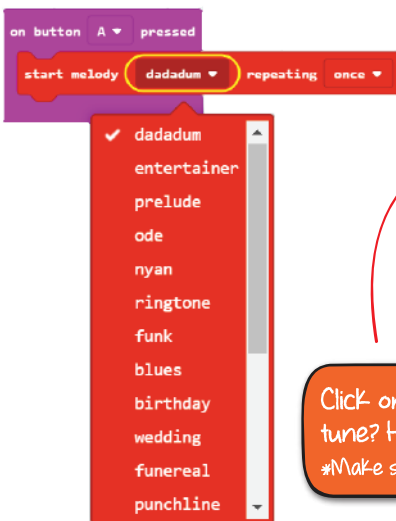 on button A pressed
start melody dadadum repeating once
dadadum
entertainer
prelude
ode
nyan
ringtone
funk
blues
birthday
wedding
funereal
punchline
Click
tune?
*Make